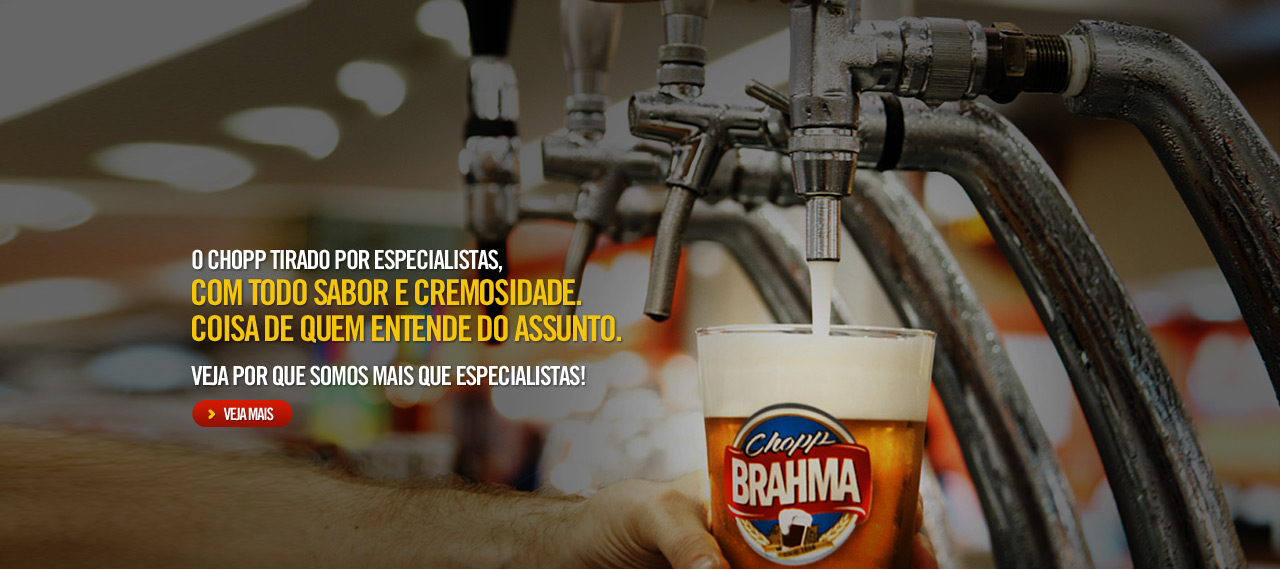 O CHOPP TIRADO POR ESPECIALISTAS,
COM TODO SABOR E CREMOSIDADE.
COISA DE QUEM ENTENDE DO ASSUNTO.
VEJA POR QUE SOMOS MAIS QUE ESPECIALISTAS!
VEJA MAIS
Chopp
BRAHMA